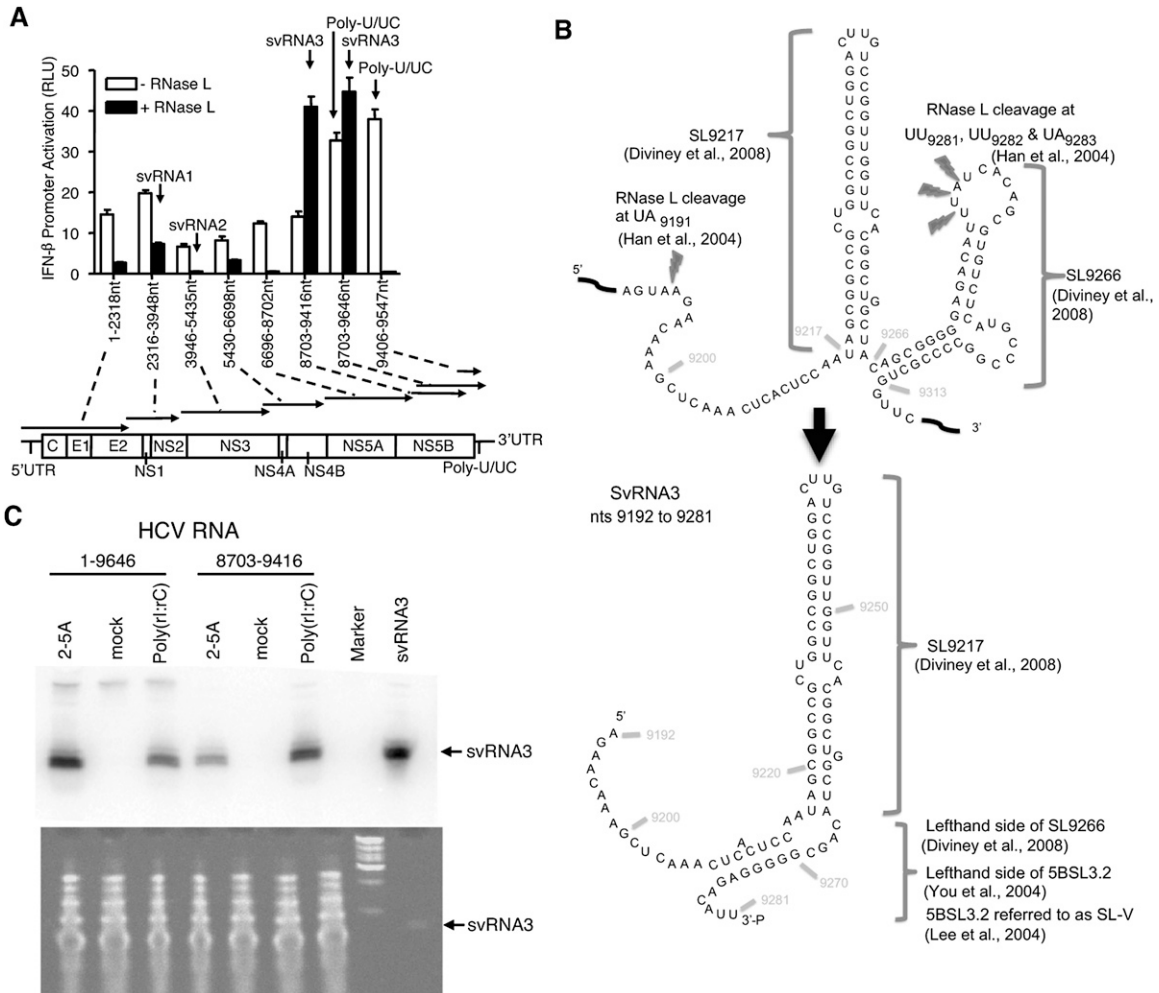 A
Poly-U/UC
svRNA3
svRNA3
Poly-U/UC
IFN-β Promoter Activation (RLU)
50
40
30
20
10
0
- RNase L
+ RNase L
svRNA1
svRNA2
1-2318nt
2316-3948nt
3946-5435nt
5430-6698nt
6696-8702nt
8703-9416nt
8703-9646nt
9406-9547nt
C
E1
E2
NS2
NS3
NS5A
NS5B
3'UTR
5'UTR
NS1
NS4A
NS4B
Poly-U/UC
B
SL9217
(Diviney et al., 2008)
RNase L cleavage at
UU9281, UU9282 & UA9283
(Han et al., 2004)
RNase L cleavage
at UA 9191
(Han et al., 2004)
SL9266
(Diviney et al.,
2008)
5'
AGUAA
9200
9217
9266
9313
3'
SvRNA3
nts 9192 to 9281
9250
SL9217
(Diviney et al., 2008)
5'
9192
9200
9220
9270
9281
3'-P
Lefthand side of SL9266
(Diviney et al., 2008)
Lefthand side of 5BSL3.2
(You et al., 2004)
5BSL3.2 referred to as SL-V
(Lee et al., 2004)
C
HCV RNA
1-9646
8703-9416
2-5A
mock
Poly(rI:rC)
2-5A
mock
Poly(rI:rC)
Marker
svRNA3
svRNA3
svRNA3